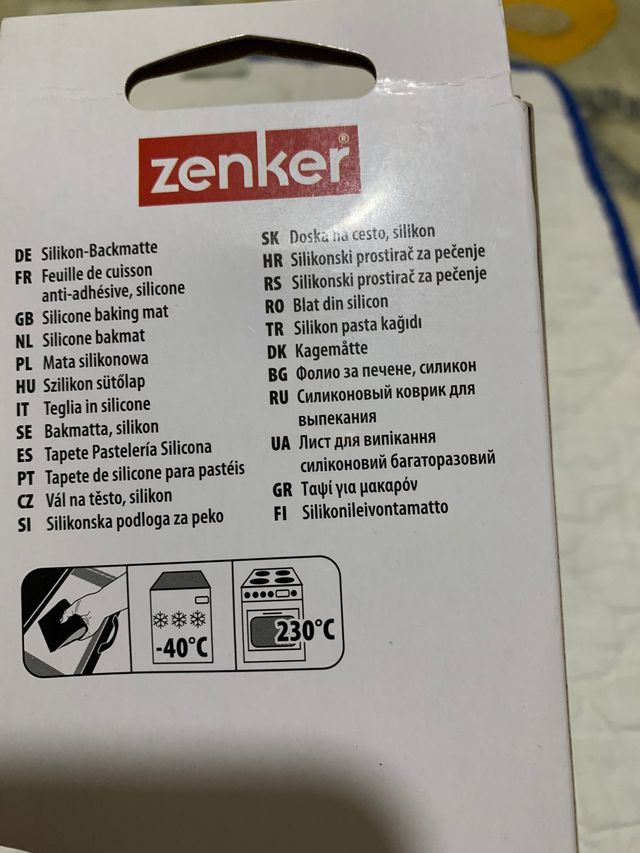 zenker®
DE Silikon-Backmatte
FR Feuille de cuisson
anti-adhésive, silicone
GB Silicone baking mat
NL Silicone bakmat
PL Mata silikonowa
HU Szilikon sütőlap
IT Teglia in silicone
SE Bakmatta, silikon
ES Tapete Pastelería Silicona
PT Tapete de silicone para pastéis
CZ Vál na těsto, silikon
SI Silikonska podloga za peko
SK Doska na cesto, silikon
HR Silikonski prostirač za pečenje
RS Silikonski prostirač za pečenje
RO Blat din silicon
TR Silikon pasta kağıdı
DK Kagemåtte
BG Фолио за печене, силикон
RU Силиконовый коврик для
выпекания
UA Лист для випікання
силіконовий багаторазовий
GR Ταψί για μακαρόν
FI Silikonileivontamatto
-40°C
230°C